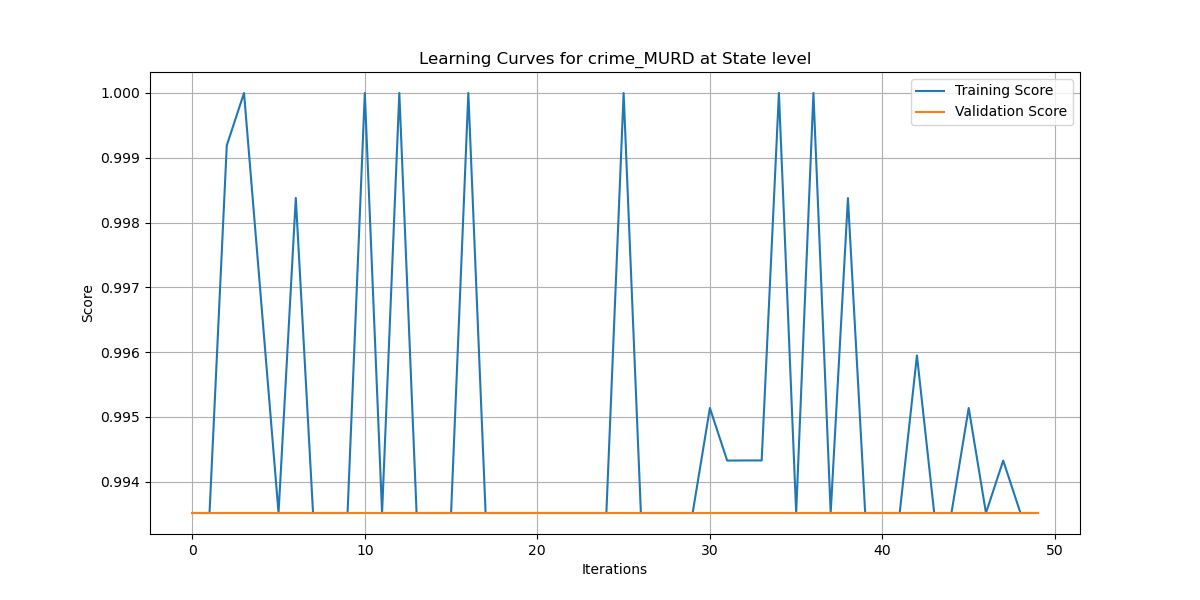 Learning Curves for crime_MURD at State level
Training Score
Validation Score
1.000
0.999
0.998
0.997
0.996
0.995
0.994
Score
0 10 20 30 40 50
Iterations